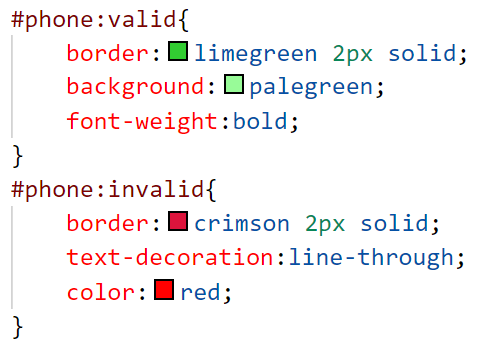 #phone:valid{
border:limegreen 2px solid;
background:palegreen;
font-weight:bold;
}
#phone:invalid{
border:crimson 2px solid;
text-decoration:line-through;
color:red;
}